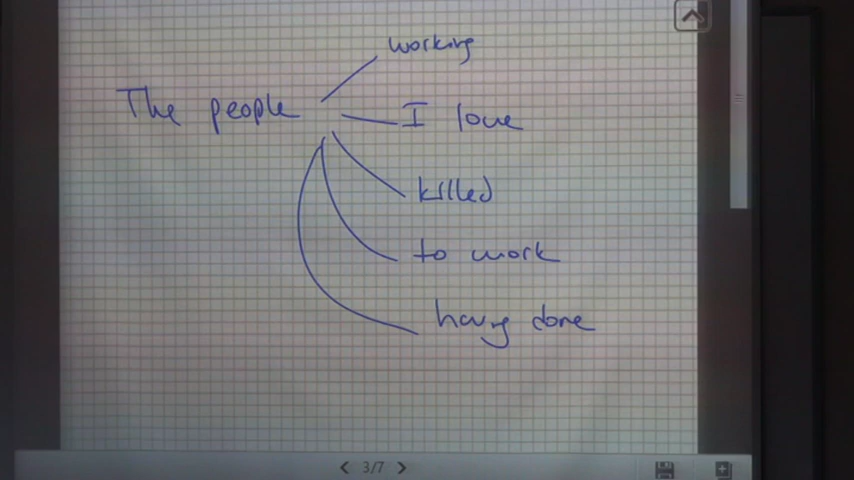 working
The people
I love
killed
to work
having done
3/7